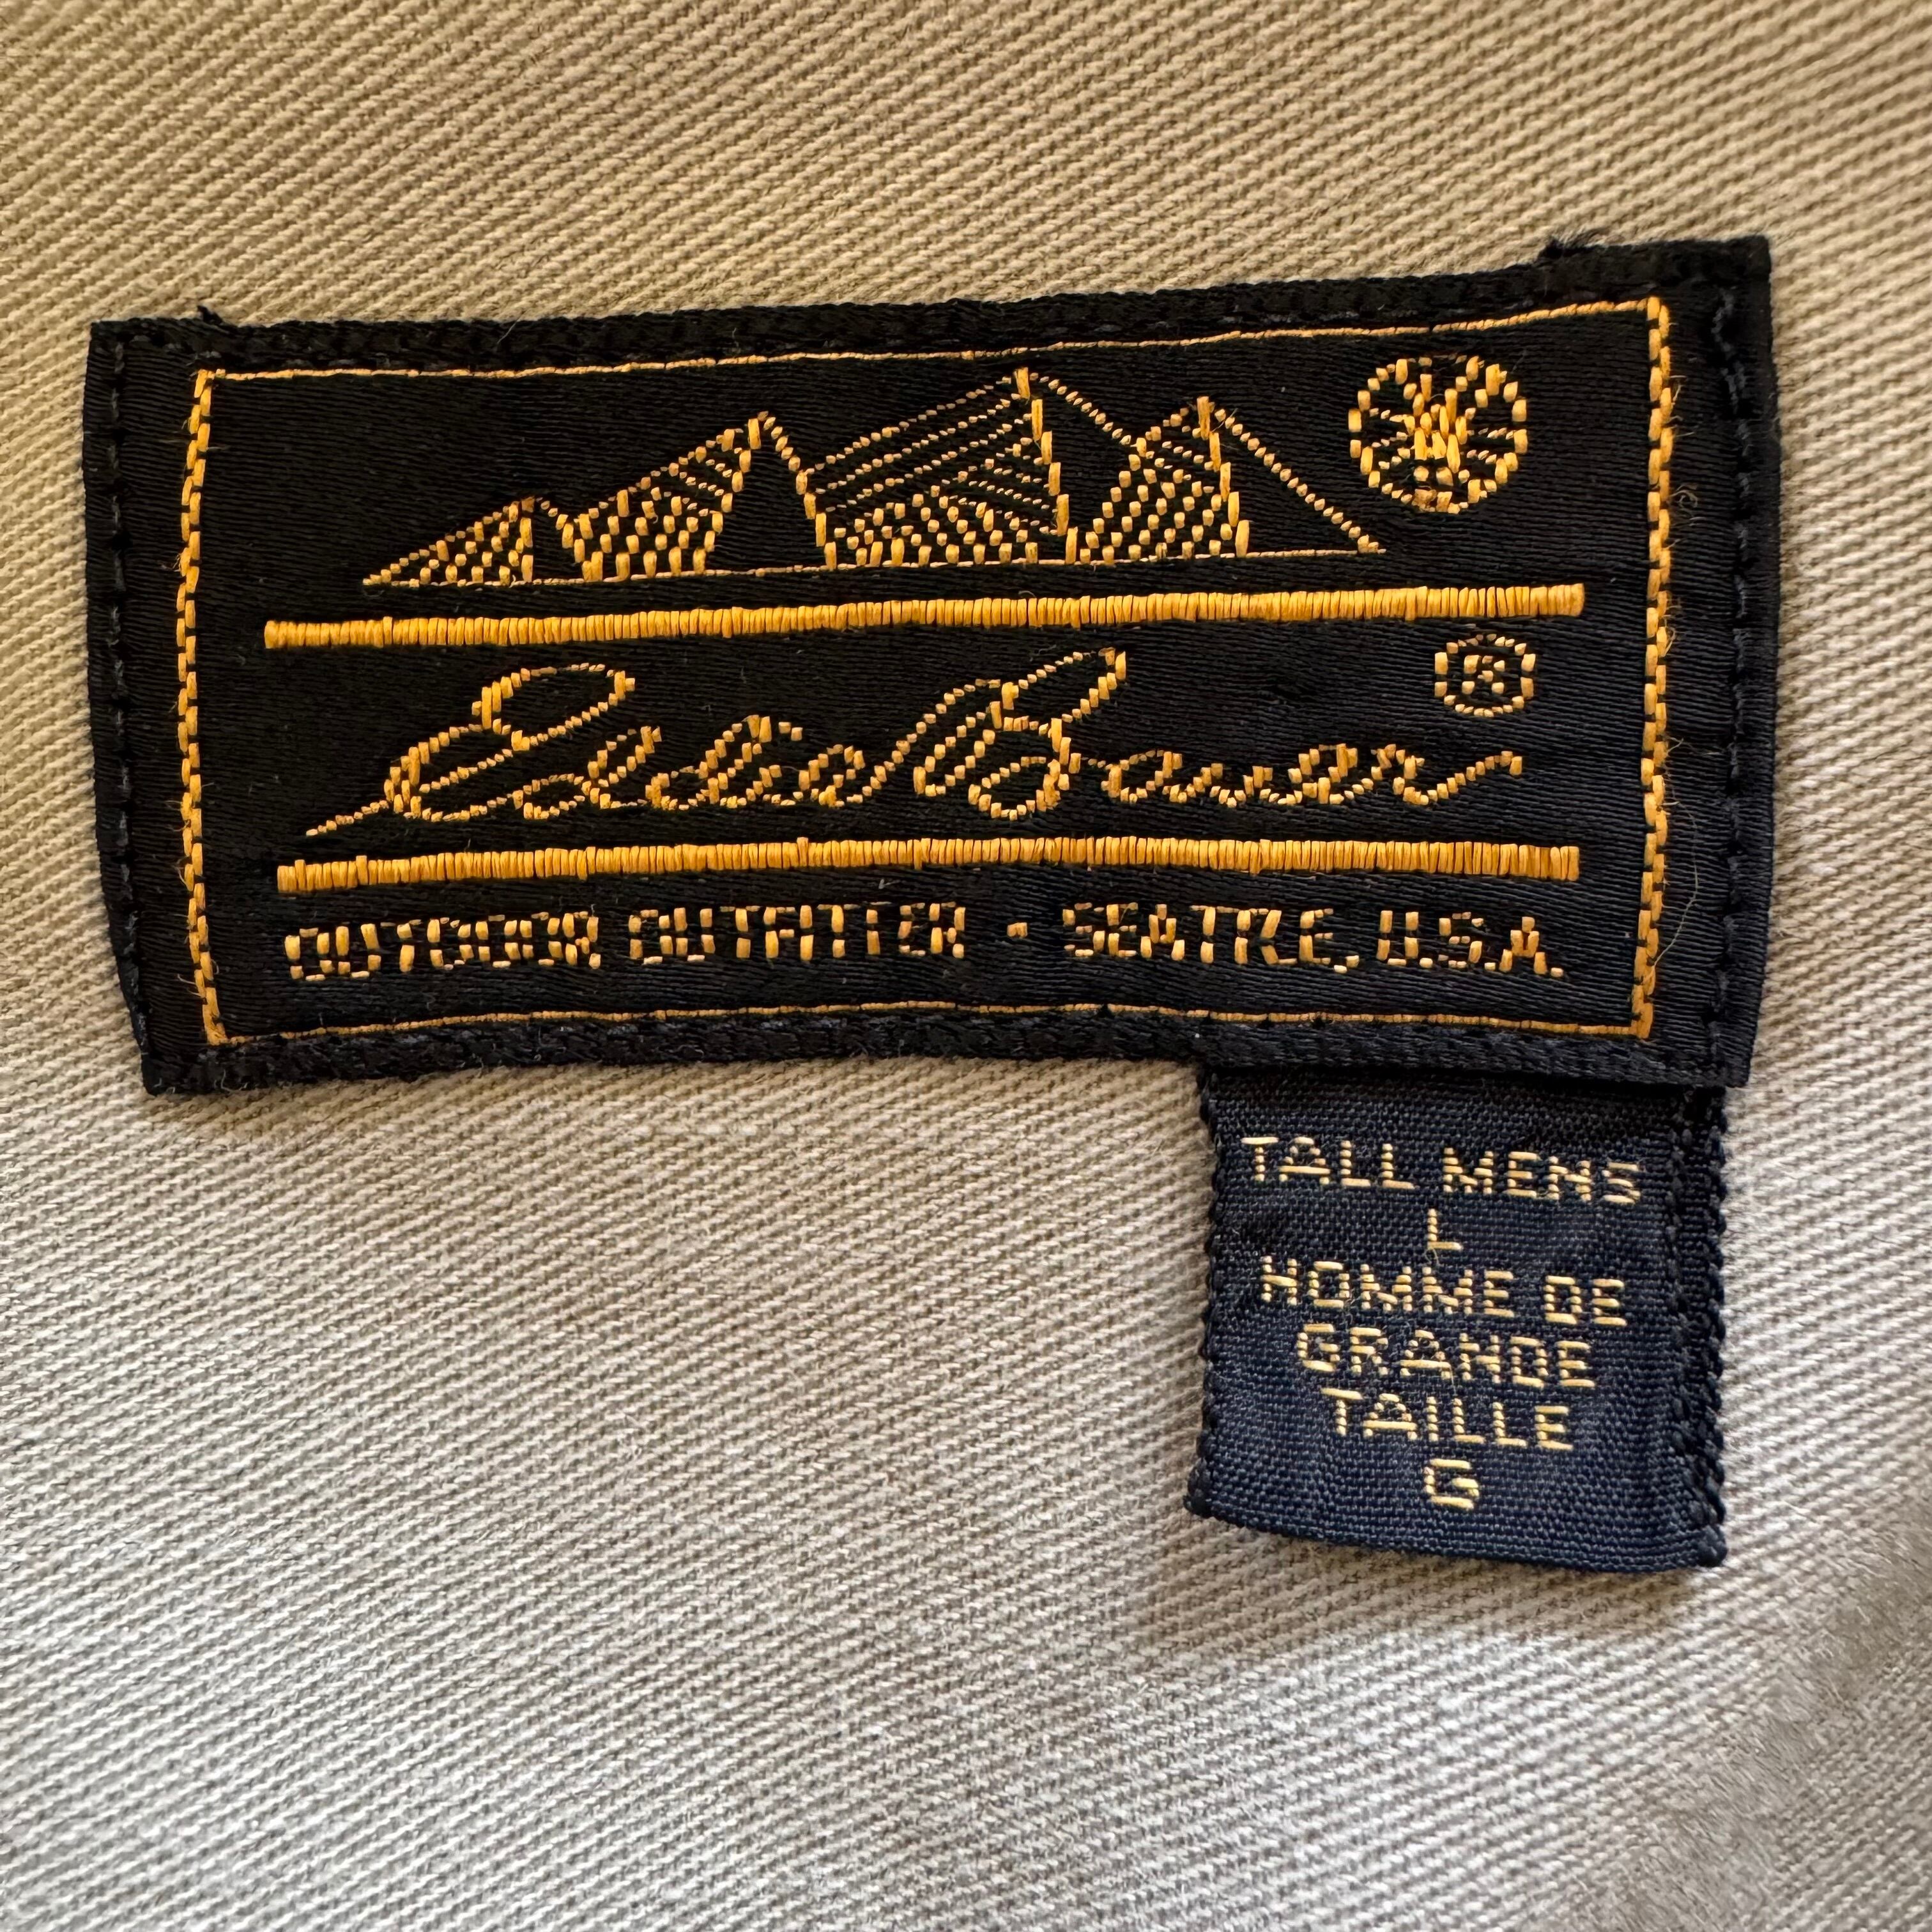 Eddie Bauer ®
OUTDOOR OUTFITTER · SEATTLE, U.S.A.
TALL MENS
L
HOMME DE
GRANDE
TAILLE
G